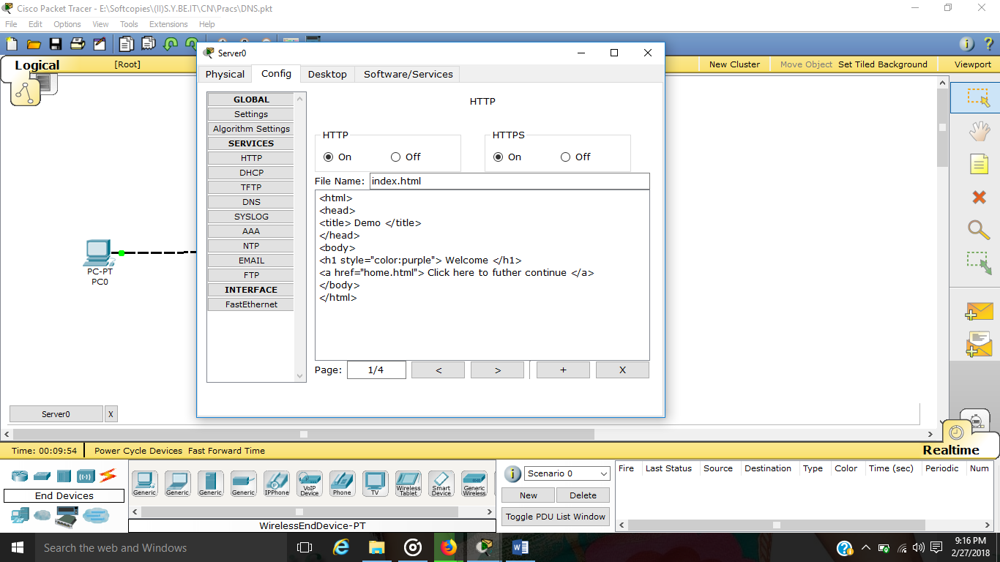 Cisco Packet Tracer - E:\Softcopies\(II)S.Y.BE.IT\CN\Pracs\DNS.pkt
File Edit Options View Tools Extensions Help
Logical
[Root]
New Cluster
Move Object
Set Tiled Background
Viewport
Server0
Physical
Config
Desktop
Software/Services
GLOBAL
Settings
Algorithm Settings
SERVICES
HTTP
DHCP
TFTP
DNS
SYSLOG
AAA
NTP
EMAIL
FTP
INTERFACE
FastEthernet
HTTP
HTTP
On Off
HTTPS
On Off
File Name: index.html
<html>
<head>
<title> Demo </title>
</head>
<body>
<h1 style="color:purple"> Welcome </h1>
<a href="home.html"> Click here to futher continue </a>
</body>
</html>
Page: 1/4 < > + X
PC-PT
PC0
Server0 X
Time: 00:09:54
Power Cycle Devices Fast Forward Time
Realtime
End Devices
Generic
Generic
Generic
Generic
IPPhone
VoIP
Device
Phone
TV
Wireless
Tablet
Smart
Device
Generic
Wireless
WirelessEndDevice-PT
Scenario 0
New
Delete
Toggle PDU List Window
Fire Last Status Source Destination Type Color Time (sec) Periodic Num
Search the web and Windows
9:16 PM
2/27/2018